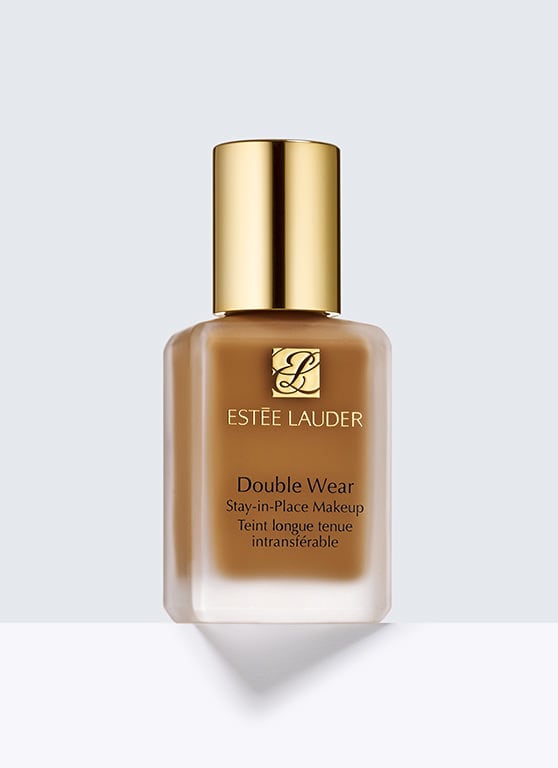 ESTĒE LAUDER
Double Wear
Stay-in-Place Makeup
Teint longue tenue
intransférable